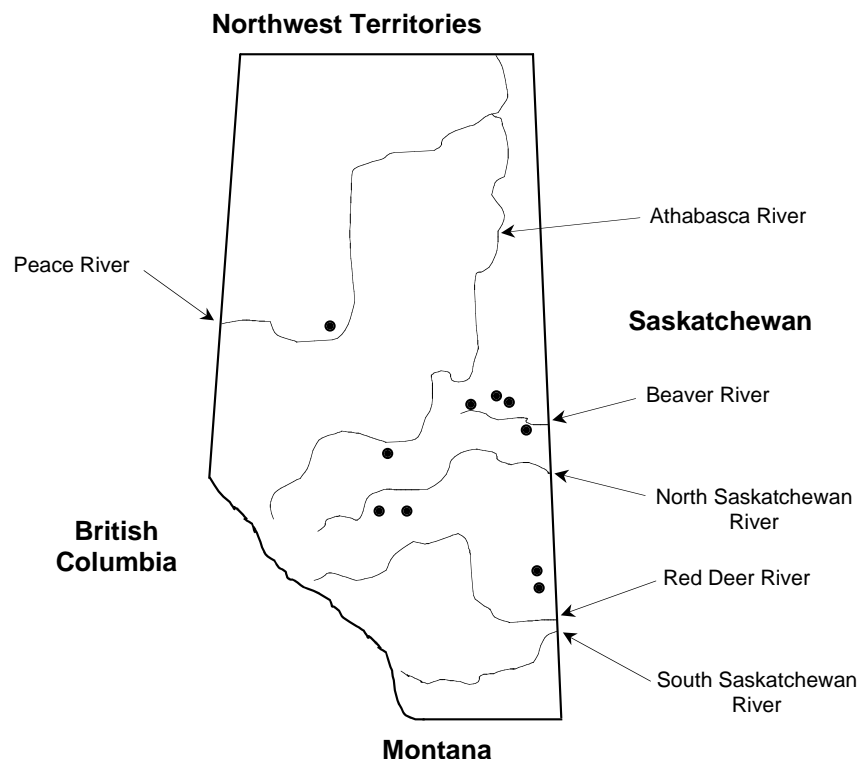 Northwest Territories
Athabasca River
Peace River
Saskatchewan
Beaver River
North Saskatchewan
River
British
Columbia
Red Deer River
South Saskatchewan
River
Montana